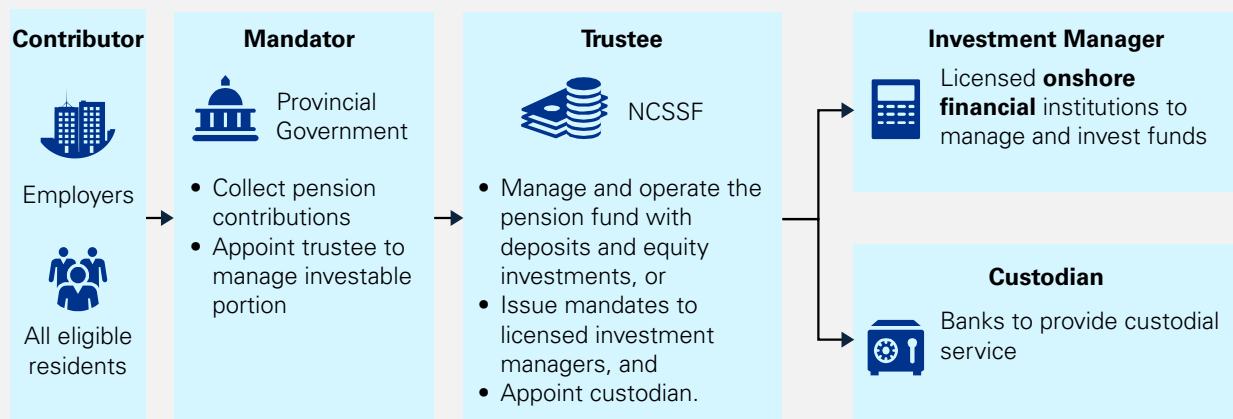 Contributor
Employers
All eligible
residents
Mandator
Provincial
Government
• Collect pension
contributions
• Appoint trustee to
manage investable
portion
Trustee
NCSSF
• Manage and operate the
pension fund with
deposits and equity
investments, or
• Issue mandates to
licensed investment
managers, and
• Appoint custodian.
Investment Manager
Licensed onshore
financial institutions to
manage and invest funds
Custodian
Banks to provide custodial
service